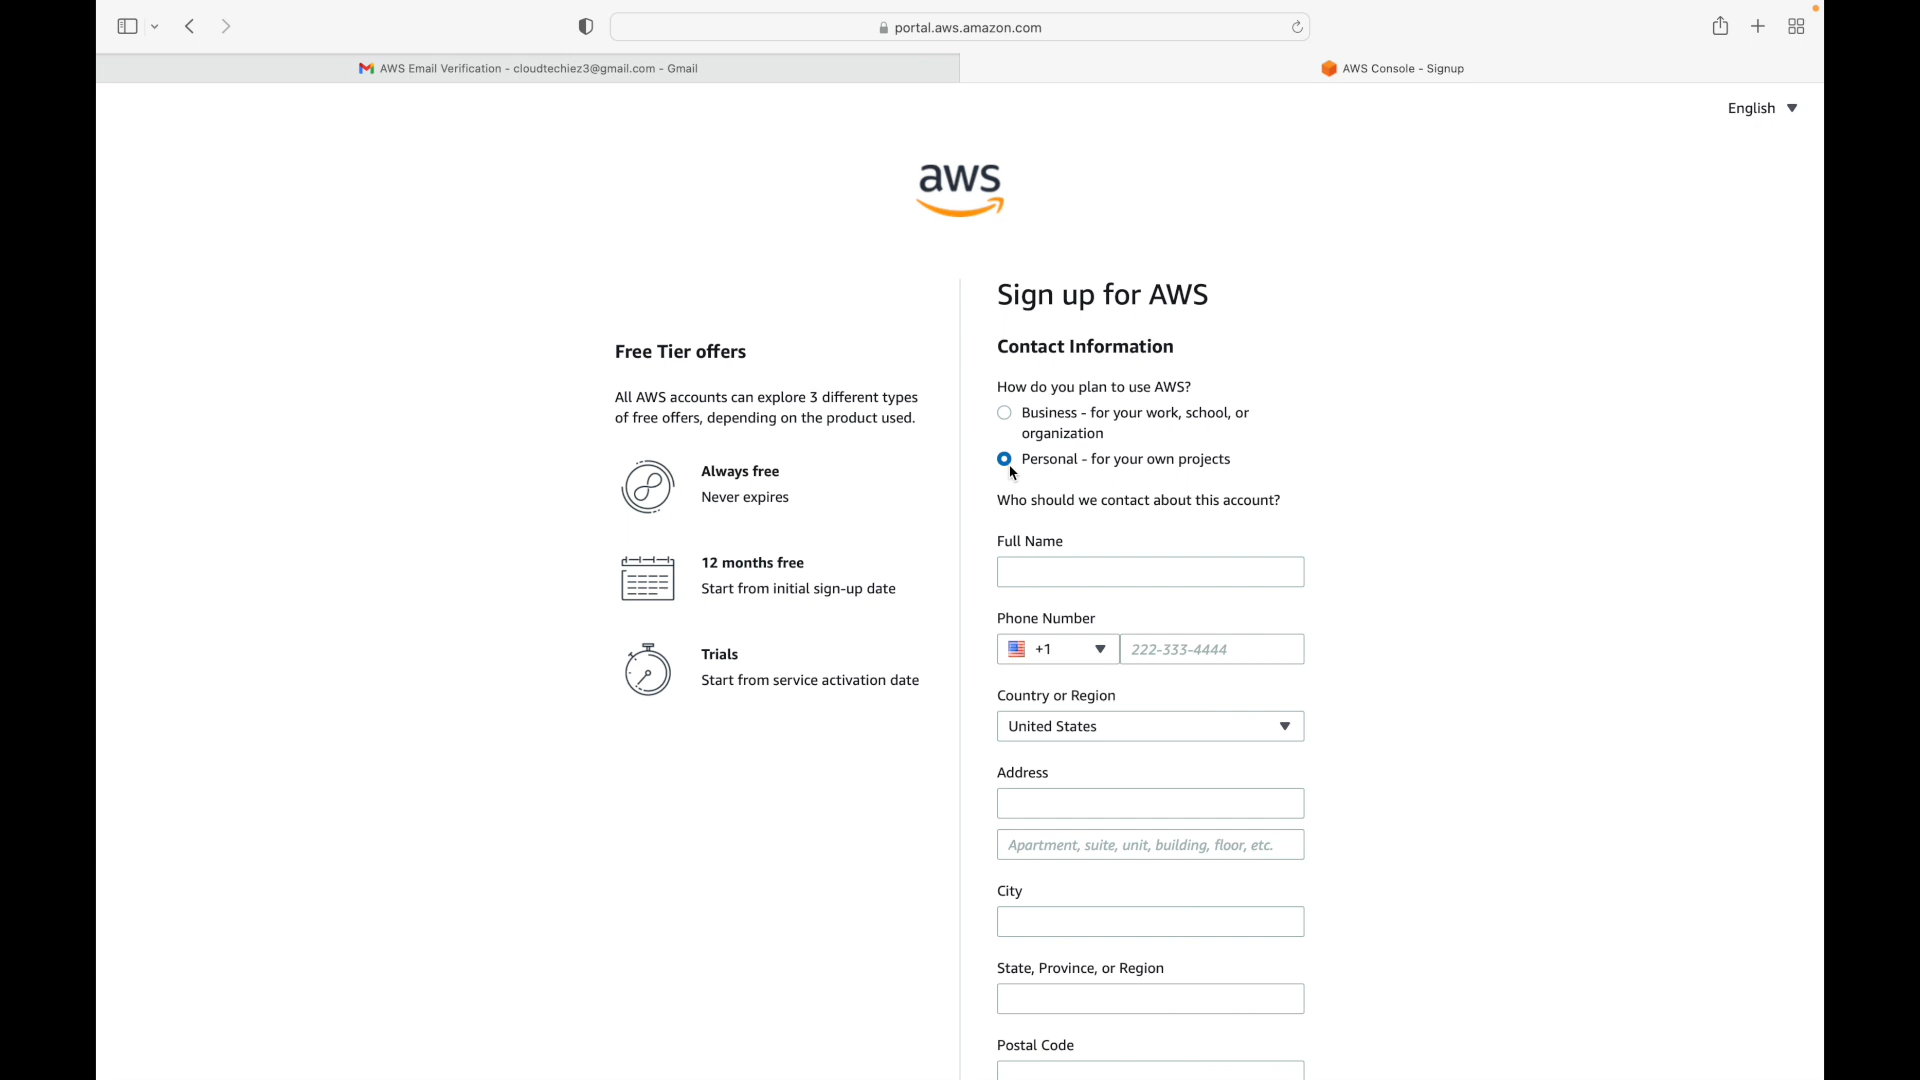 portal.aws.amazon.com
AWS Email Verification - cloudtechiez3@gmail.com - Gmail
AWS Console - Signup
English
aws
Free Tier offers
All AWS accounts can explore 3 different types
of free offers, depending on the product used.
Always free
Never expires
12 months free
Start from initial sign-up date
Trials
Start from service activation date
Sign up for AWS
Contact Information
How do you plan to use AWS?
Business - for your work, school, or
organization
Personal - for your own projects
Who should we contact about this account?
Full Name
Phone Number
+1
222-333-4444
Country or Region
United States
Address
Apartment, suite, unit, building, floor, etc.
City
State, Province, or Region
Postal Code